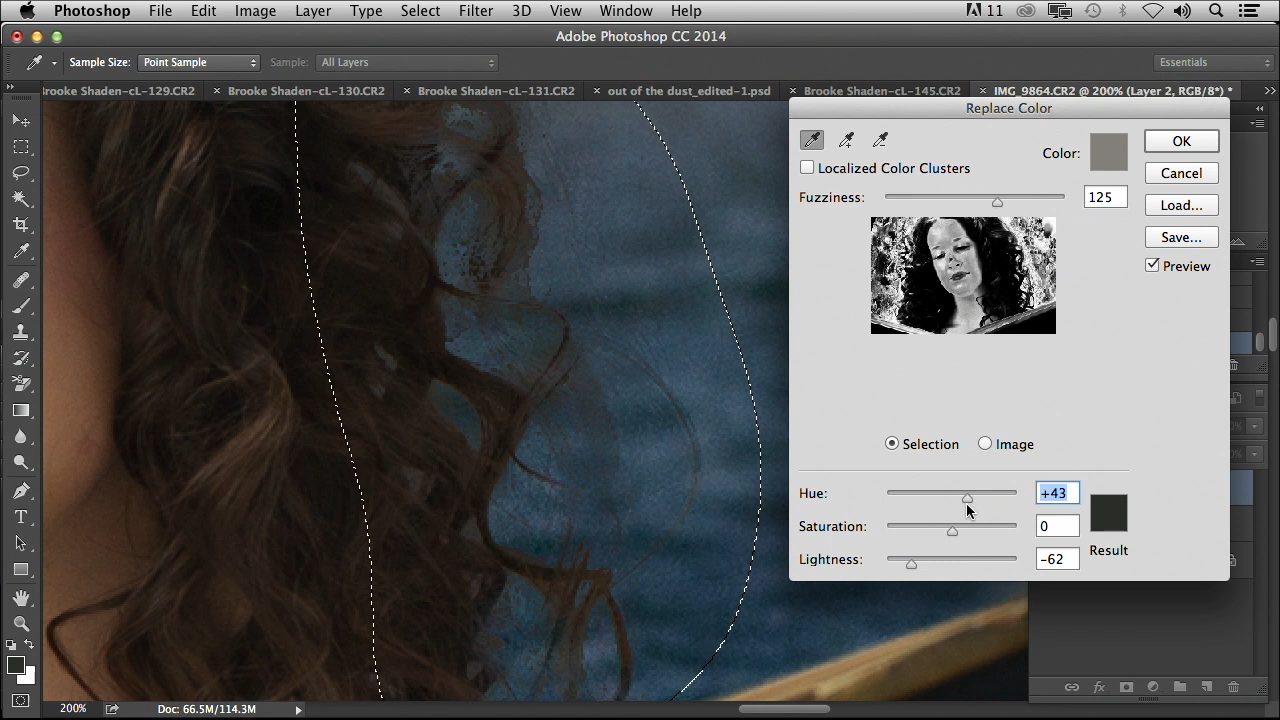 Photoshop File Edit Image Layer Type Select Filter 3D View Window Help 11
Adobe Photoshop CC 2014
Sample Size: Point Sample Sample: All Layers Essentials
Brooke Shaden-cL-129.CR2 × Brooke Shaden-cL-130.CR2 × Brooke Shaden-cL-131.CR2 × out of the dust_edited-1.psd × Brooke Shaden-cL-145.CR2 × IMG_9864.CR2 @ 200% (Layer 2, RGB/8*) *
Replace Color
Color:
OK
Localized Color Clusters
Cancel
Fuzziness: 125
Load...
Save...
Preview
Selection Image
Hue: +43
Saturation: 0
Result
Lightness: -62
200% Doc: 66.5M/114.3M